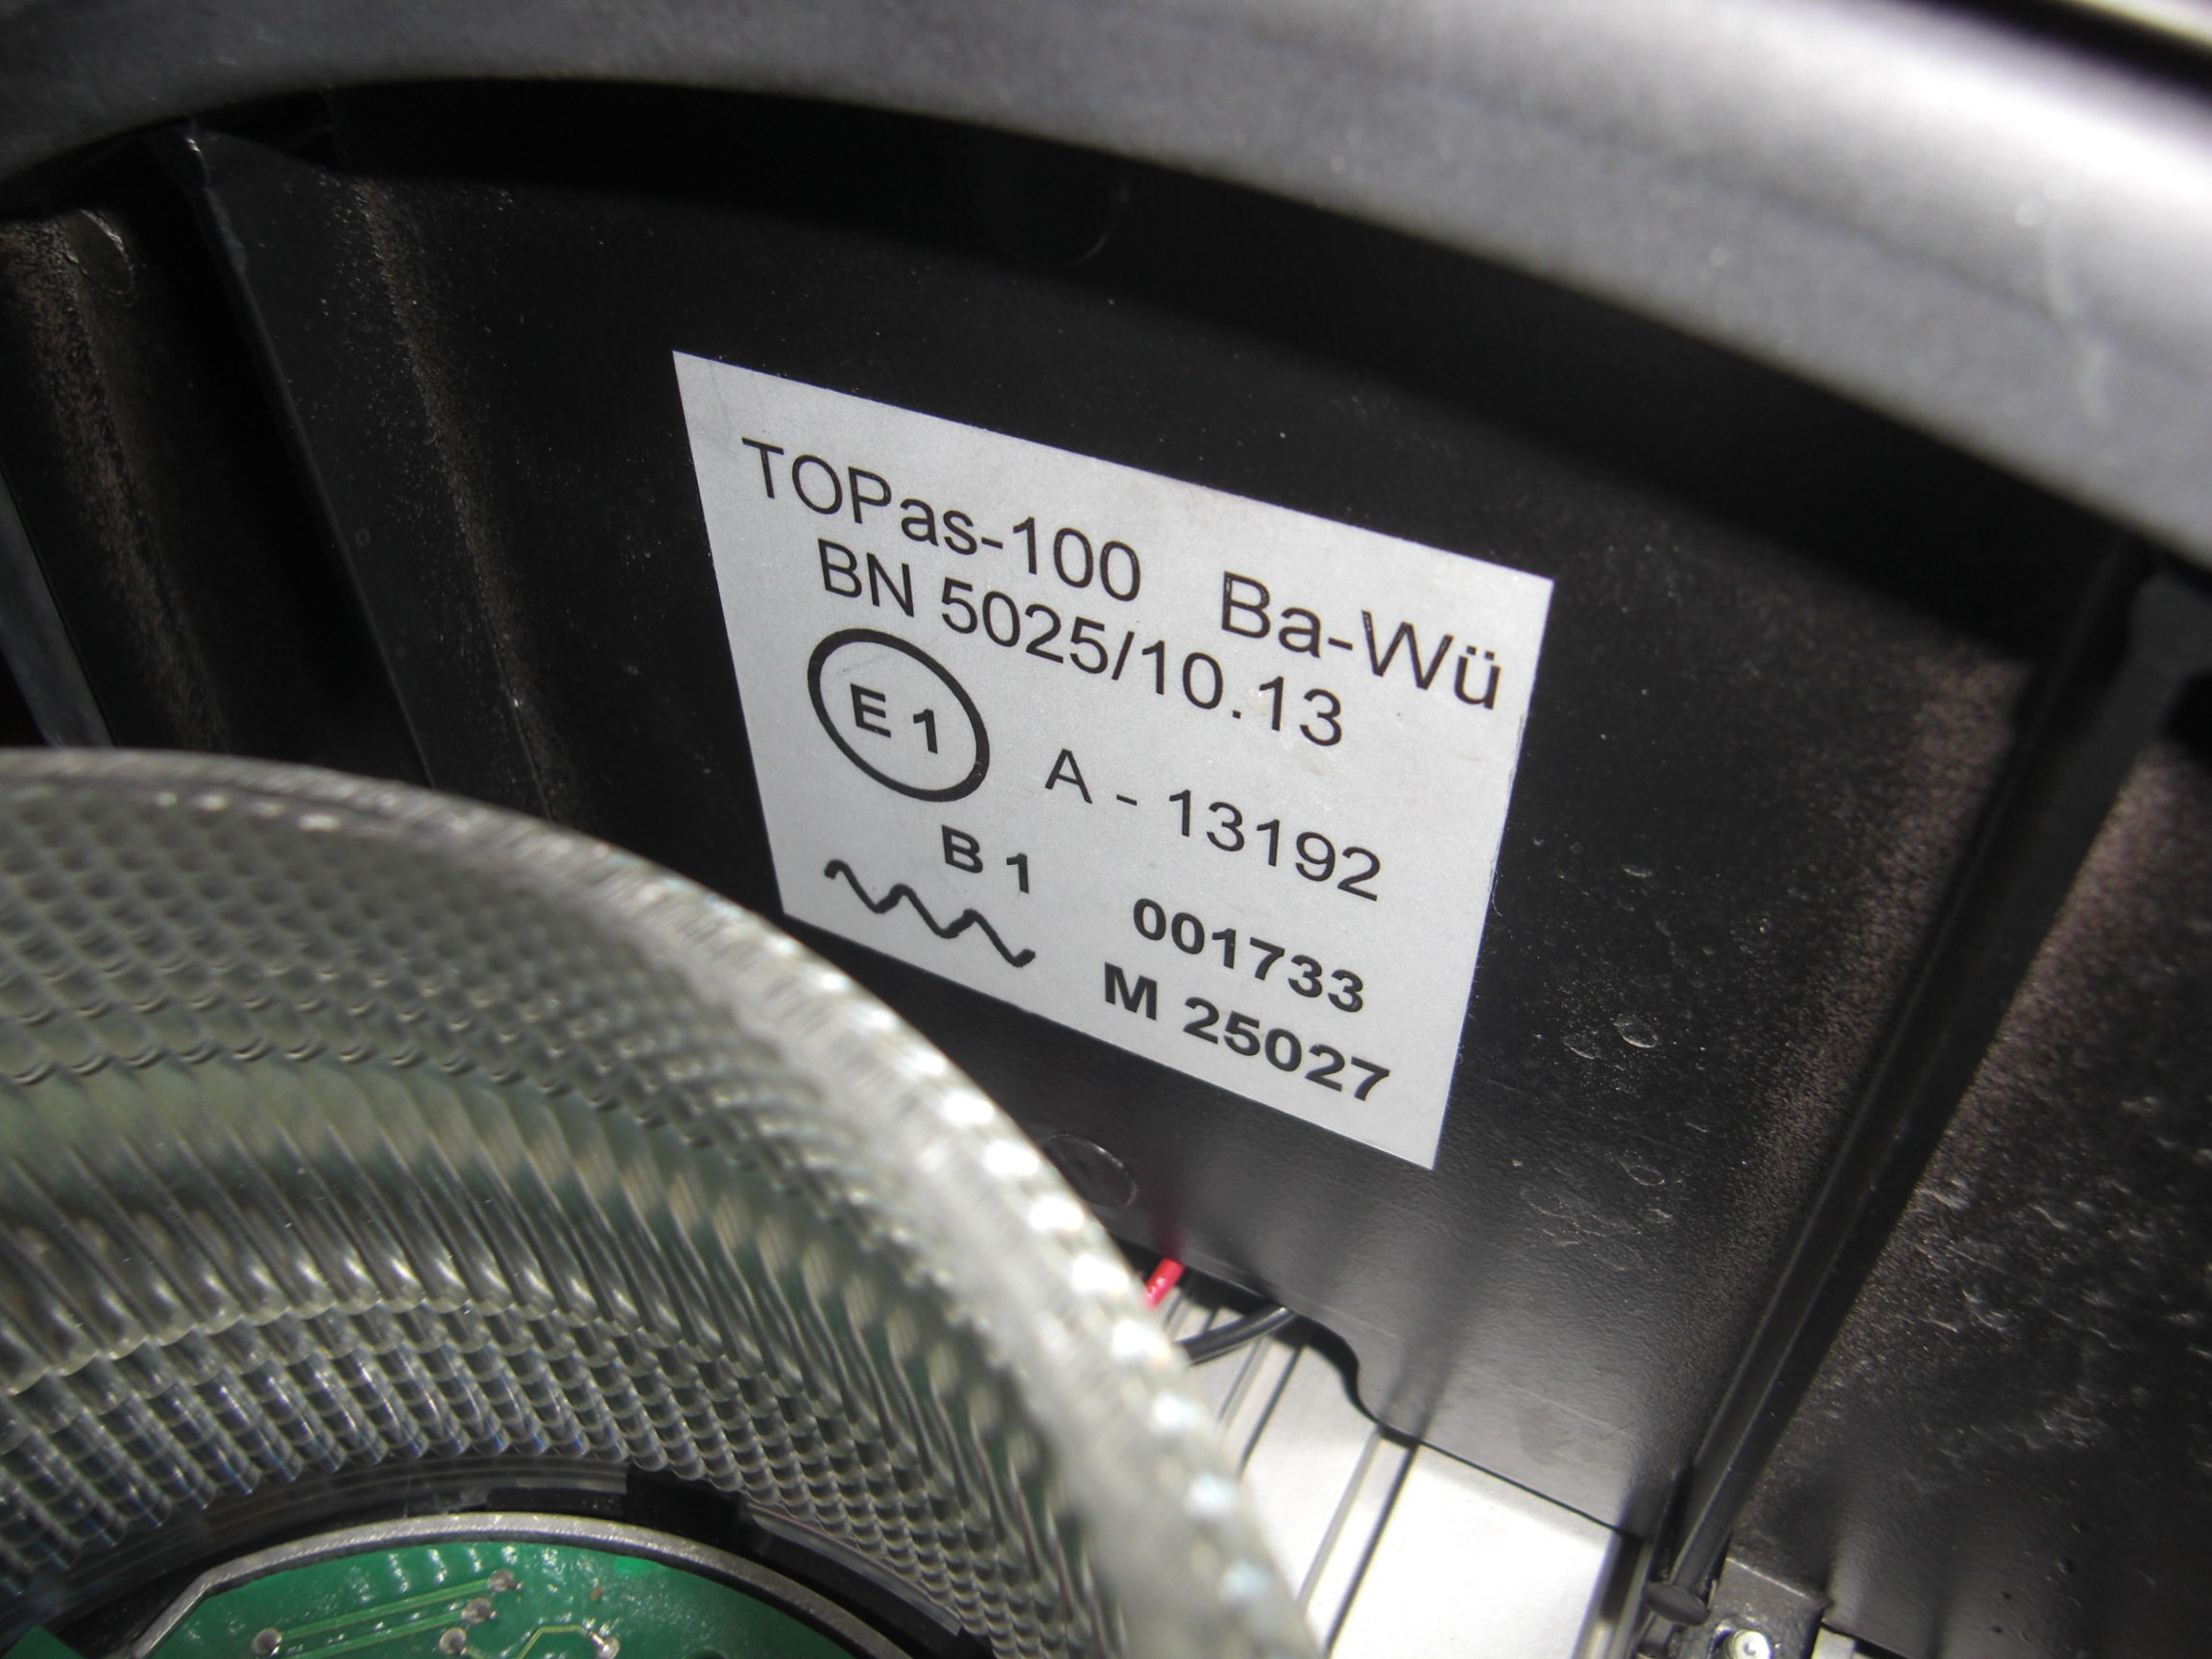 TOPas-100 Ba-Wü
BN 5025/10.13
E 1 A - 13192
B 1 001733
M 25027